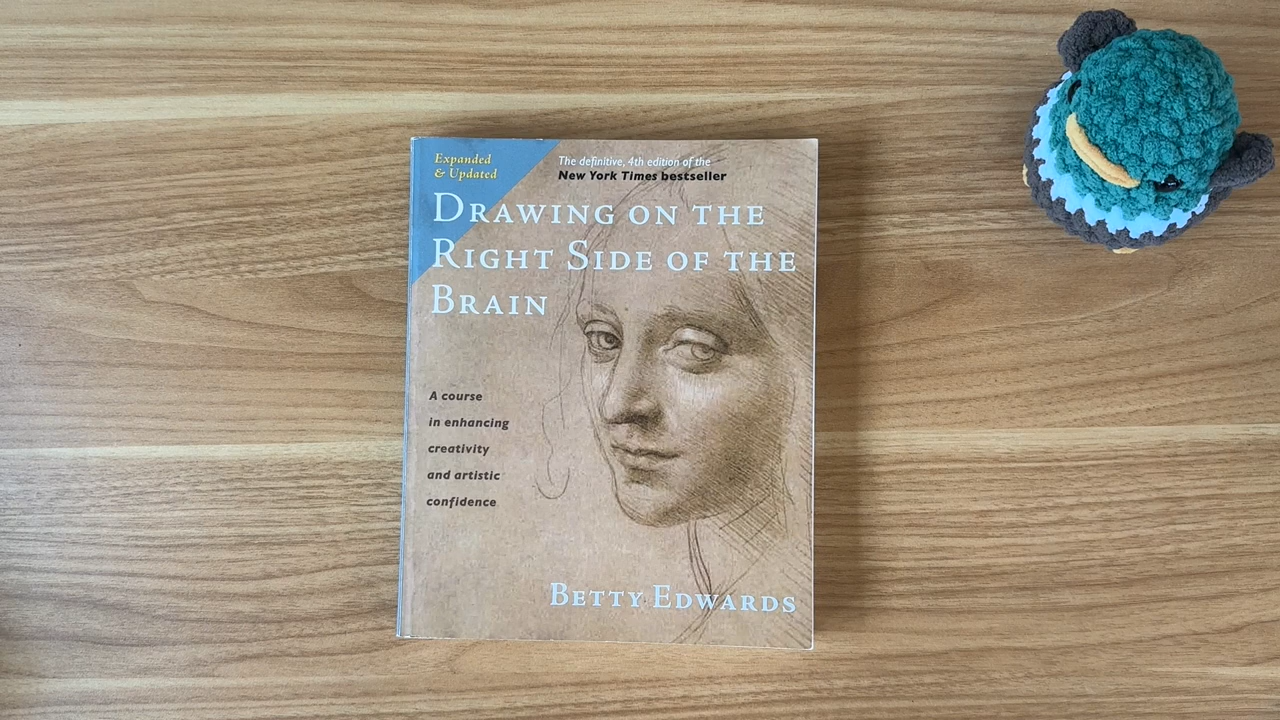 Expanded
& Updated
The definitive, 4th edition of the
New York Times bestseller
Drawing on the
Right Side of the
Brain
A course
in enhancing
creativity
and artistic
confidence
Betty Edwards